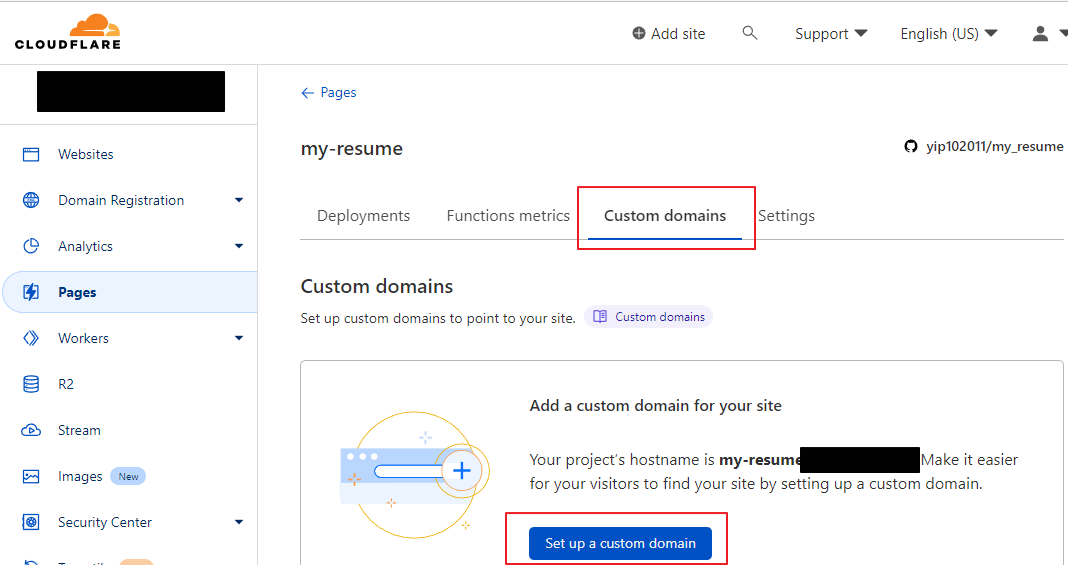 CLOUDFLARE
Add site
Support
English (US)
Pages
my-resume
yip102011/my_resume
Websites
Domain Registration
Analytics
Pages
Workers
R2
Stream
Images New
Security Center
Deployments Functions metrics Custom domains Settings
Custom domains
Set up custom domains to point to your site. Custom domains
Add a custom domain for your site
Your project's hostname is my-resume Make it easier
for your visitors to find your site by setting up a custom domain.
Set up a custom domain